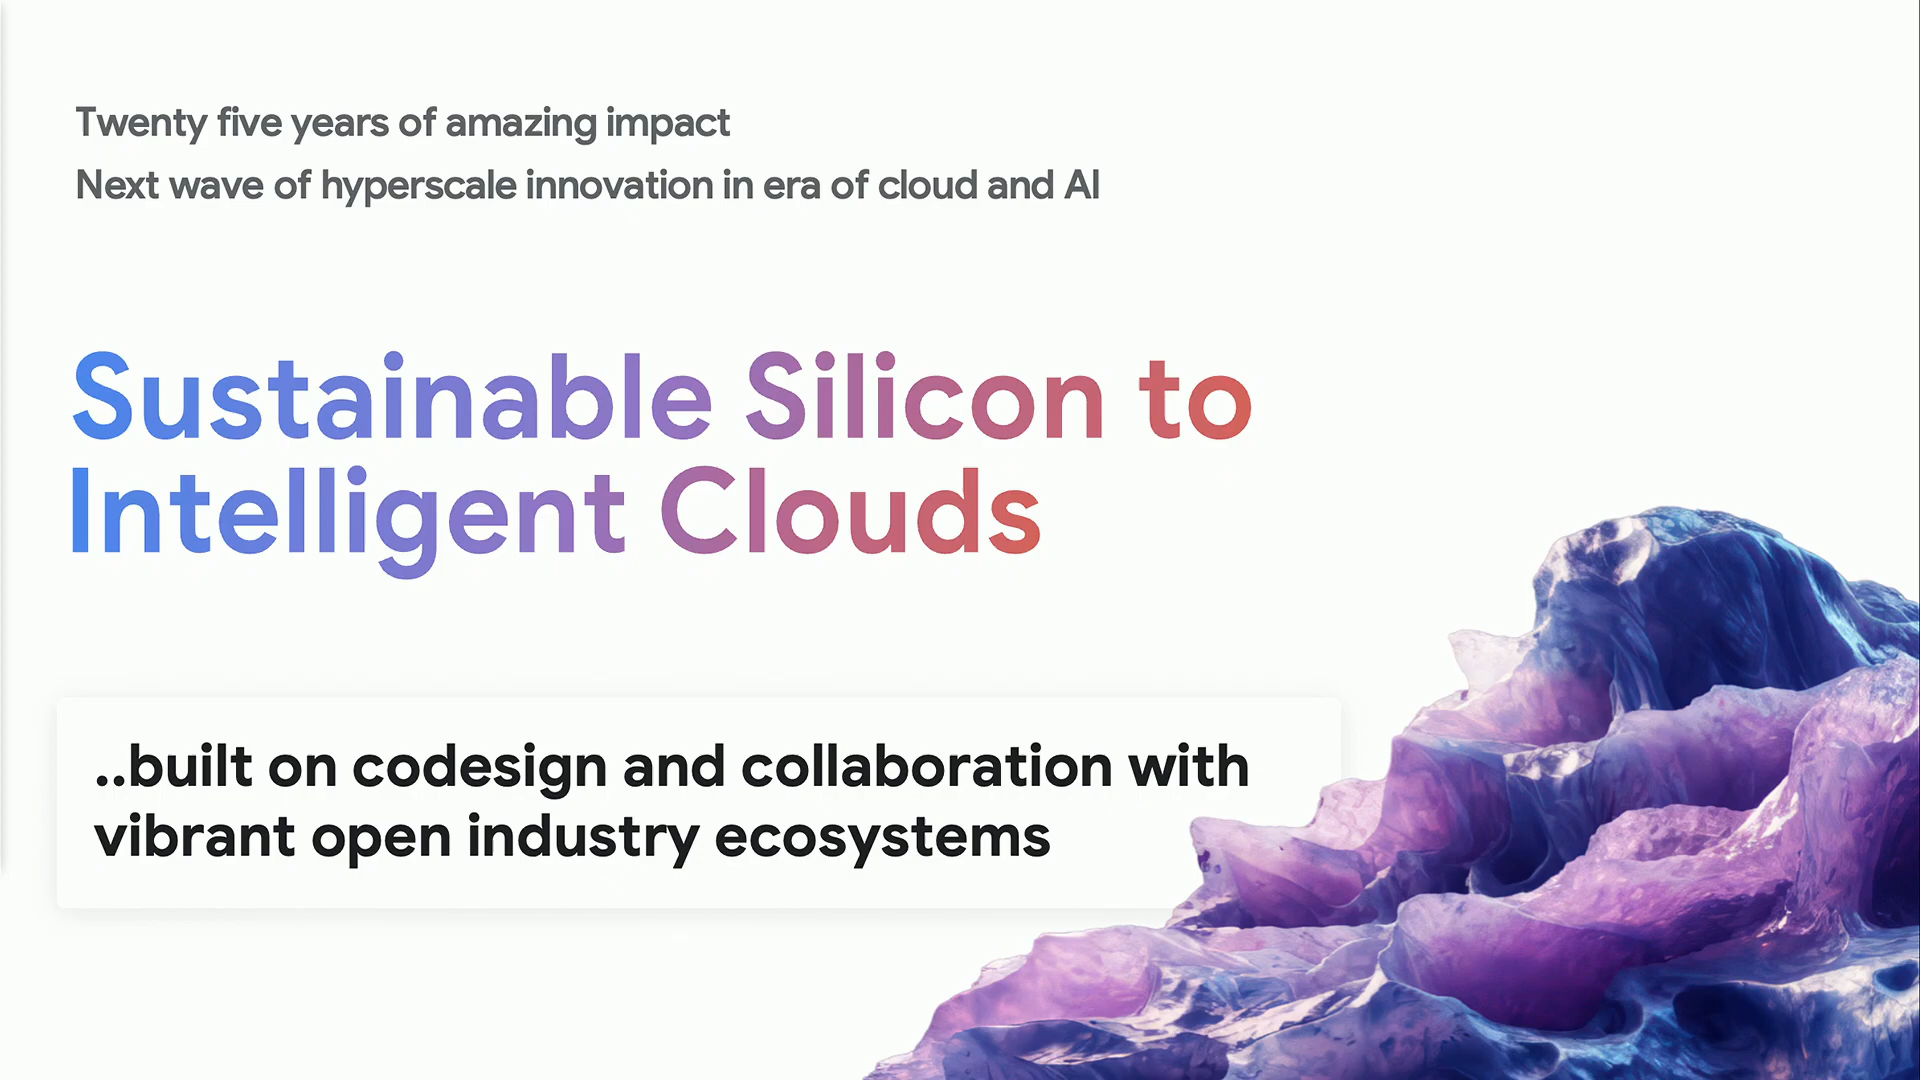 Twenty five years of amazing impact
Next wave of hyperscale innovation in era of cloud and AI
Sustainable Silicon to
Intelligent Clouds
..built on codesign and collaboration with
vibrant open industry ecosystems